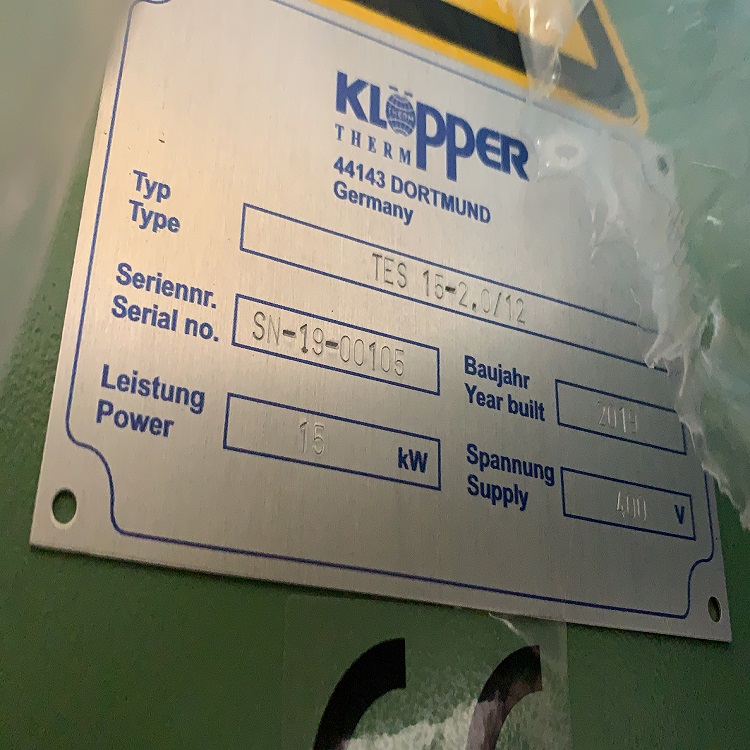 KLÖPPER
THERM
44143 DORTMUND
Germany
Typ
Type
TES 15-2.0/12
Seriennr.
Serial no.
SN-19-00105
Baujahr
Year built
2019
Leistung
Power
15 kW
Spannung
Supply
400 V
CE